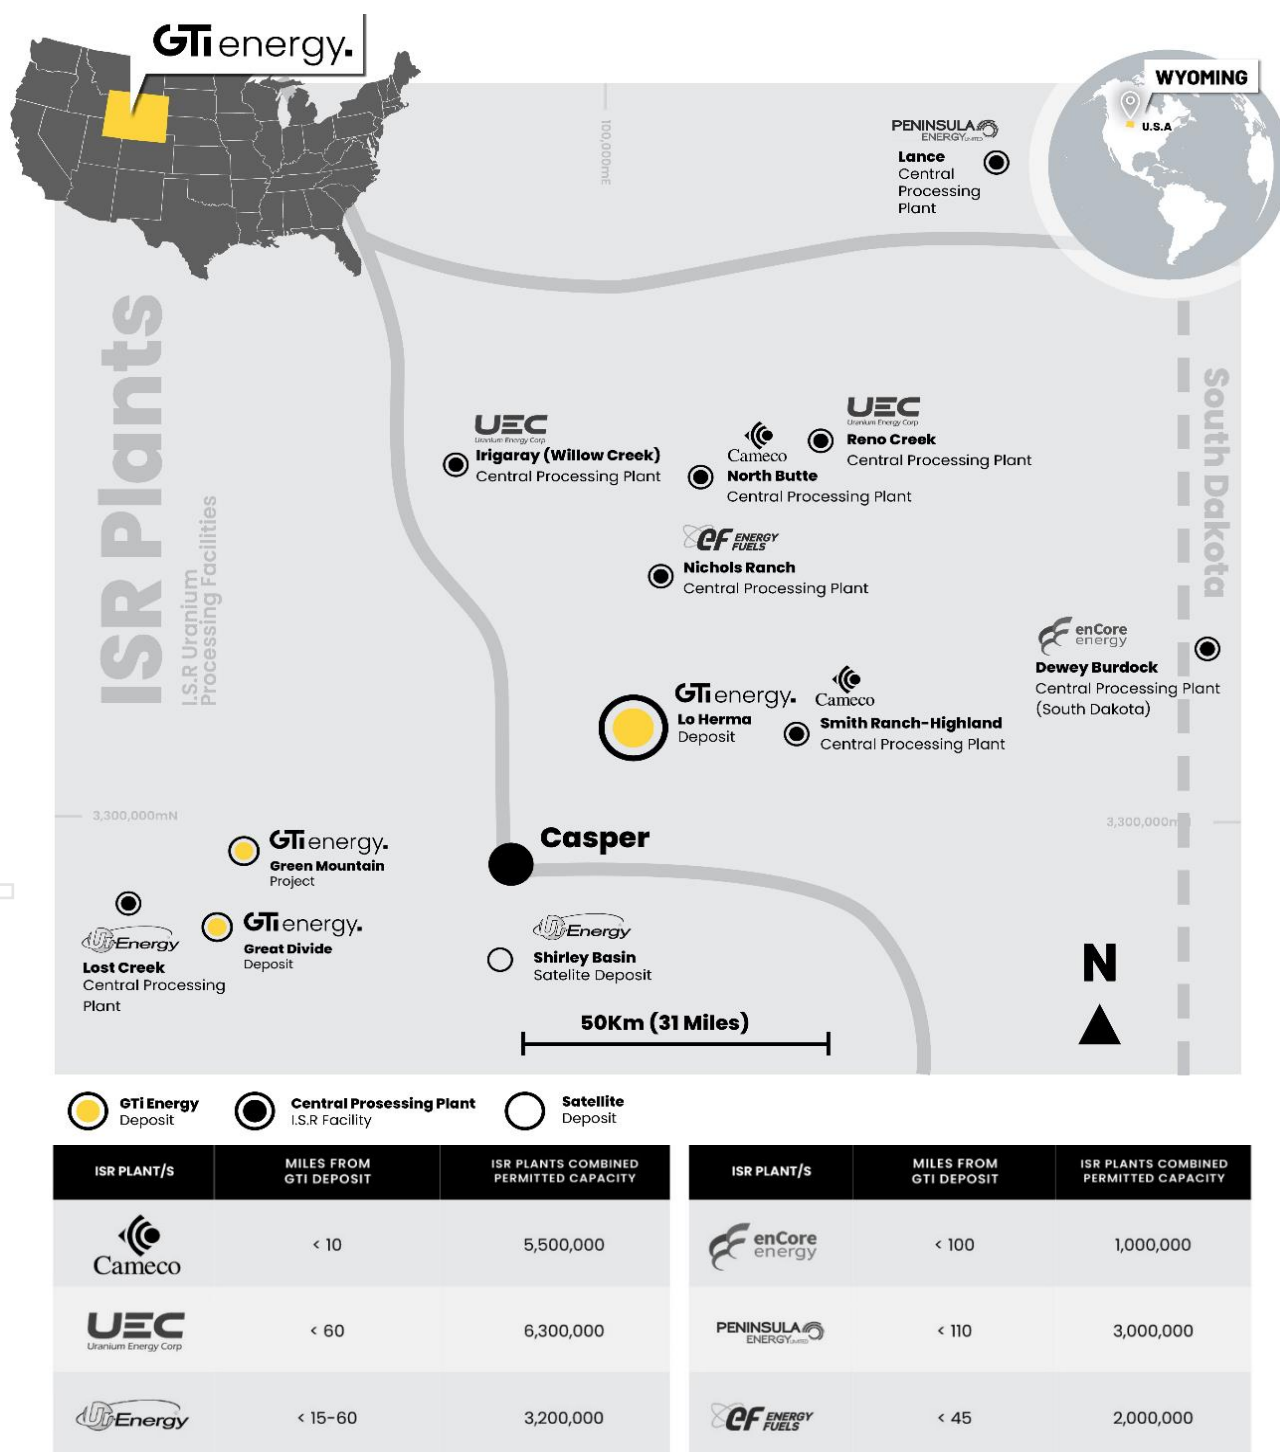 GTi energy.
WYOMING
U.S.A
100,000mE
PENINSULA
ENERGY LIMITED
Lance
Central
Processing
Plant
ISR Plants
I.S.R Uranium
Processing Facilities
South Dakota
UEC
Uranium Energy Corp
Irigaray (Willow Creek)
Central Processing Plant
Cameco
North Butte
Central Processing Plant
UEC
Uranium Energy Corp
Reno Creek
Central Processing Plant
eF ENERGY
FUELS
Nichols Ranch
Central Processing Plant
enCore
energy
Dewey Burdock
Central Processing Plant
(South Dakota)
GTi energy.
Lo Herma
Deposit
Cameco
Smith Ranch-Highland
Central Processing Plant
3,300,000mN
3,300,000m
GTi energy.
Green Mountain
Project
Casper
Ur Energy
Lost Creek
Central Processing
Plant
GTi energy.
Great Divide
Deposit
Ur Energy
Shirley Basin
Satelite Deposit
N
50Km (31 Miles)
GTi Energy
Deposit
Central Prosessing Plant
I.S.R Facility
Satellite
Deposit
ISR PLANT/S MILES FROM GTI DEPOSIT ISR PLANTS COMBINED PERMITTED CAPACITY
Cameco < 10 5,500,000
UEC Uranium Energy Corp < 60 6,300,000
Ur Energy < 15-60 3,200,000
ISR PLANT/S MILES FROM GTI DEPOSIT ISR PLANTS COMBINED PERMITTED CAPACITY
enCore energy < 100 1,000,000
PENINSULA ENERGY LIMITED < 110 3,000,000
eF ENERGY FUELS < 45 2,000,000